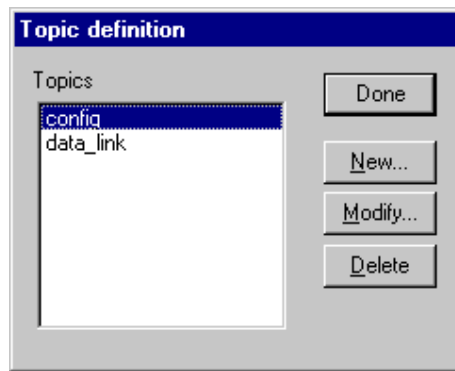 Topic definition
Topics
config
data_link
Done
New...
Modify...
Delete